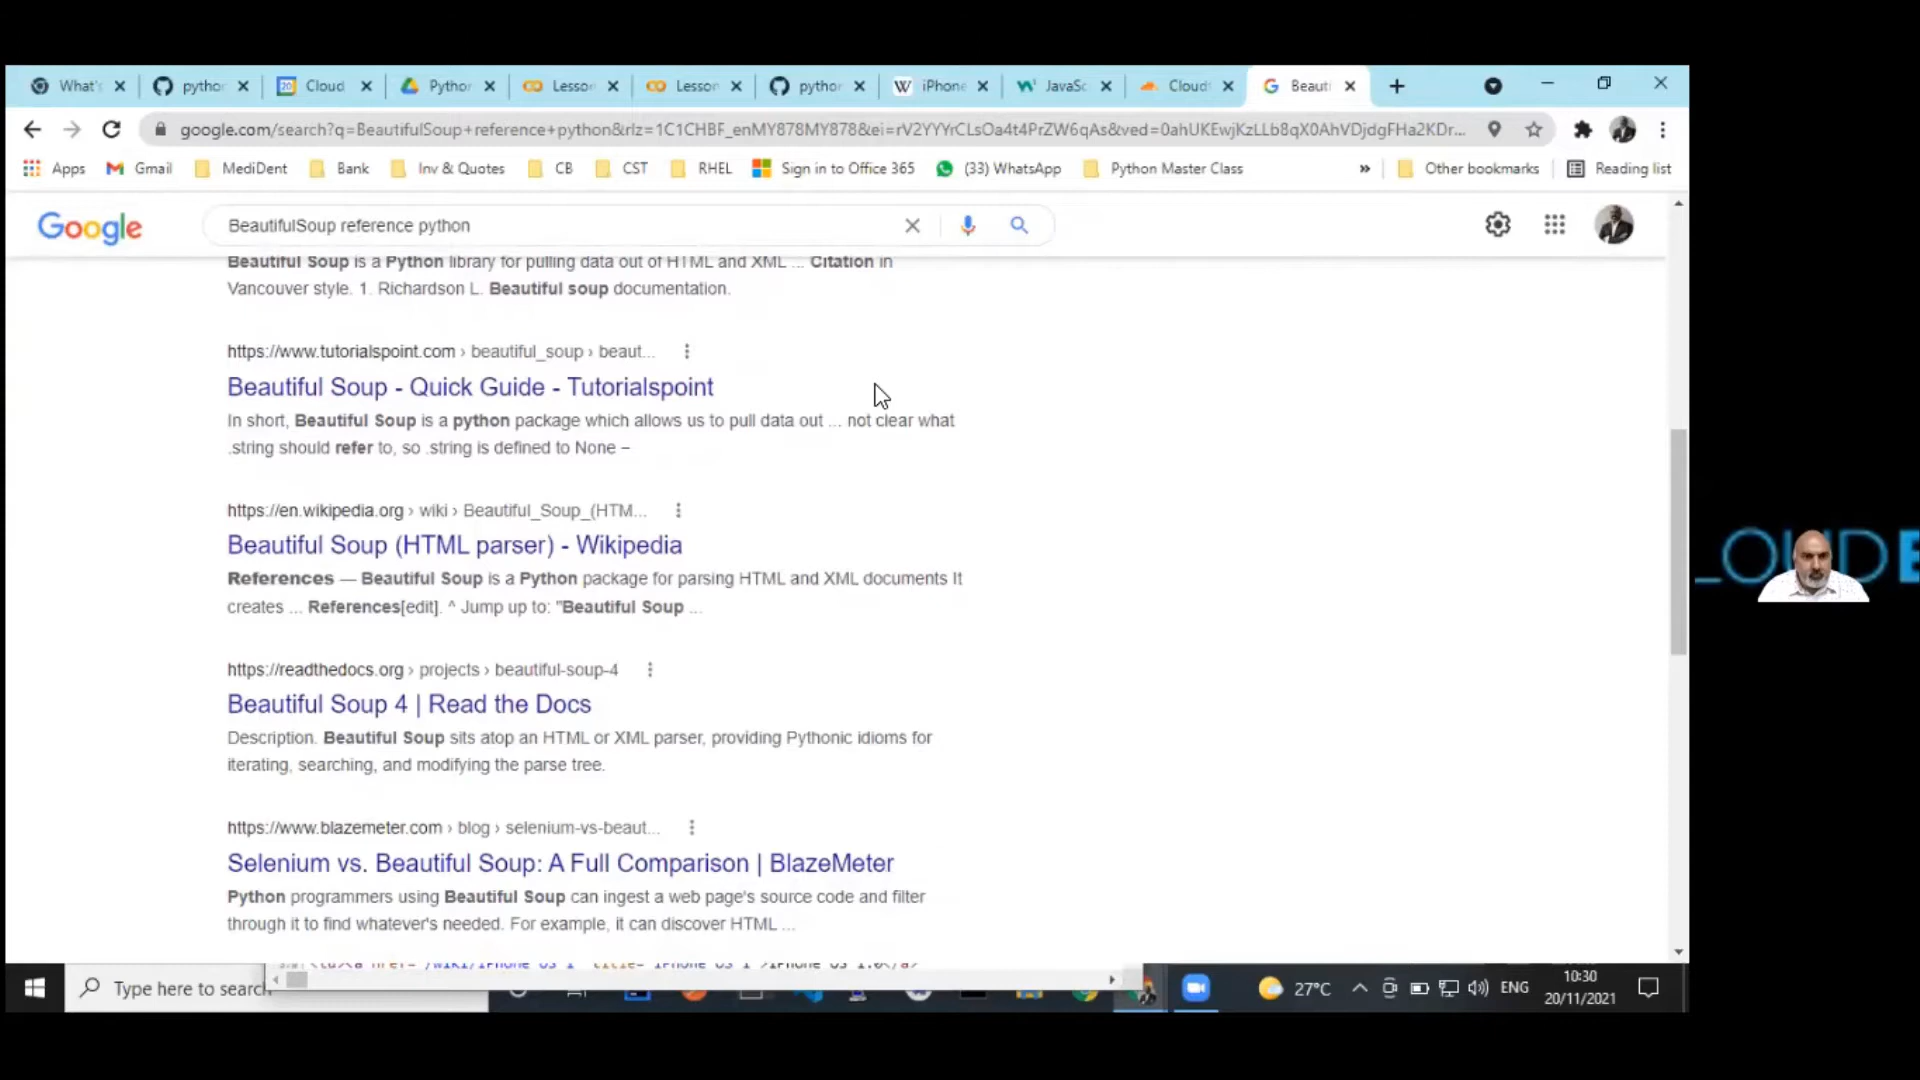 What's
python
20 Cloud
Python
Lesson
Lesson
python
iPhone
JavaSc
Cloudf
Beauti
google.com/search?q=BeautifulSoup+reference+python&rlz=1C1CHBF_enMY878MY878&ei=rV2YYYrCLsOa4t4PrZW6qAs&ved=0ahUKEwjKzLLb8qX0AhVDjdgFHa2KDr...
Apps
Gmail
MediDent
Bank
Inv & Quotes
CB
CST
RHEL
Sign in to Office 365
(33) WhatsApp
Python Master Class
»
Other bookmarks
Reading list
Google
BeautifulSoup reference python
Beautiful Soup is a Python library for pulling data out of HTML and XML ... Citation in
Vancouver style. 1. Richardson L. Beautiful soup documentation.
https://www.tutorialspoint.com › beautiful_soup › beaut...
Beautiful Soup - Quick Guide - Tutorialspoint
In short, Beautiful Soup is a python package which allows us to pull data out ... not clear what
.string should refer to, so .string is defined to None −
https://en.wikipedia.org › wiki › Beautiful_Soup_(HTM...
Beautiful Soup (HTML parser) - Wikipedia
References — Beautiful Soup is a Python package for parsing HTML and XML documents It
creates ... References[edit]. ^ Jump up to: "Beautiful Soup ...
https://readthedocs.org › projects › beautiful-soup-4
Beautiful Soup 4 | Read the Docs
Description. Beautiful Soup sits atop an HTML or XML parser, providing Pythonic idioms for
iterating, searching, and modifying the parse tree.
https://www.blazemeter.com › blog › selenium-vs-beaut...
Selenium vs. Beautiful Soup: A Full Comparison | BlazeMeter
Python programmers using Beautiful Soup can ingest a web page's source code and filter
through it to find whatever's needed. For example, it can discover HTML ...
Type here to search
27°C
ENG
10:30
20/11/2021
LOUD